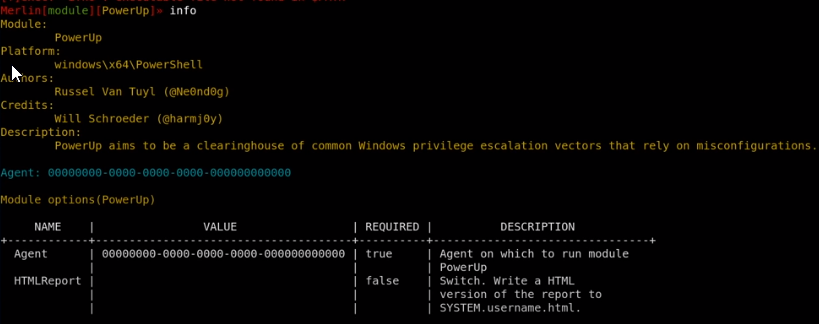 Merlin[module][PowerUp]» info
Module:
PowerUp
Platform:
windows\x64\PowerShell
Authors:
Russel Van Tuyl (@Ne0nd0g)
Credits:
Will Schroeder (@harmj0y)
Description:
PowerUp aims to be a clearinghouse of common Windows privilege escalation vectors that rely on misconfigurations.
Agent: 00000000-0000-0000-0000-000000000000
Module options(PowerUp)
NAME | VALUE | REQUIRED | DESCRIPTION
Agent | 00000000-0000-0000-0000-000000000000 | true | Agent on which to run module
| | | PowerUp
HTMLReport | | false | Switch. Write a HTML
| | | version of the report to
| | | SYSTEM.username.html.